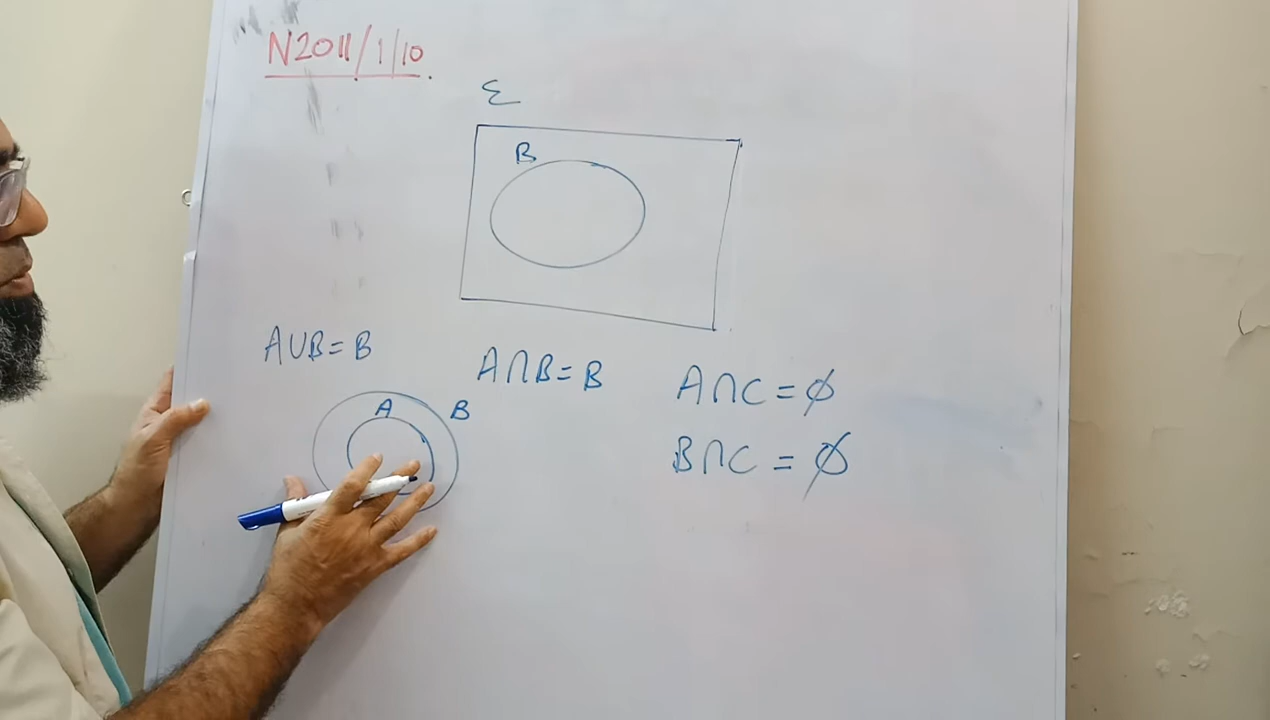 N2011/1/10
Ɛ
B
A∪B=B
A∩B=B
A∩C=∅
B∩C=∅
A
B